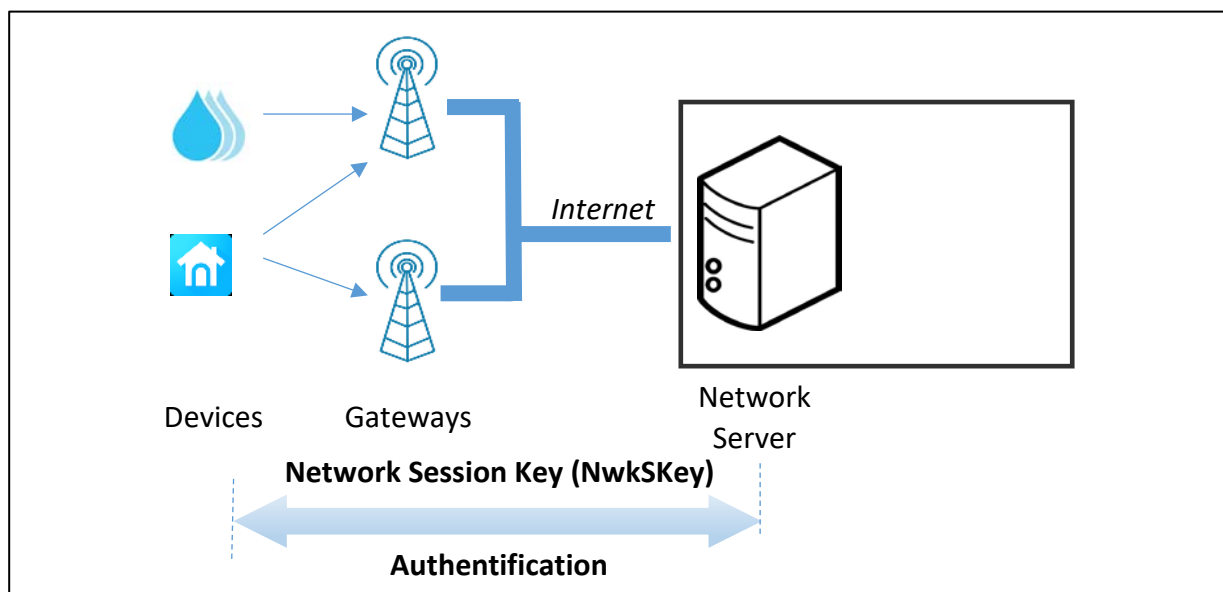 Internet
Devices
Gateways
Network
Server
Network Session Key (NwkSKey)
Authentification